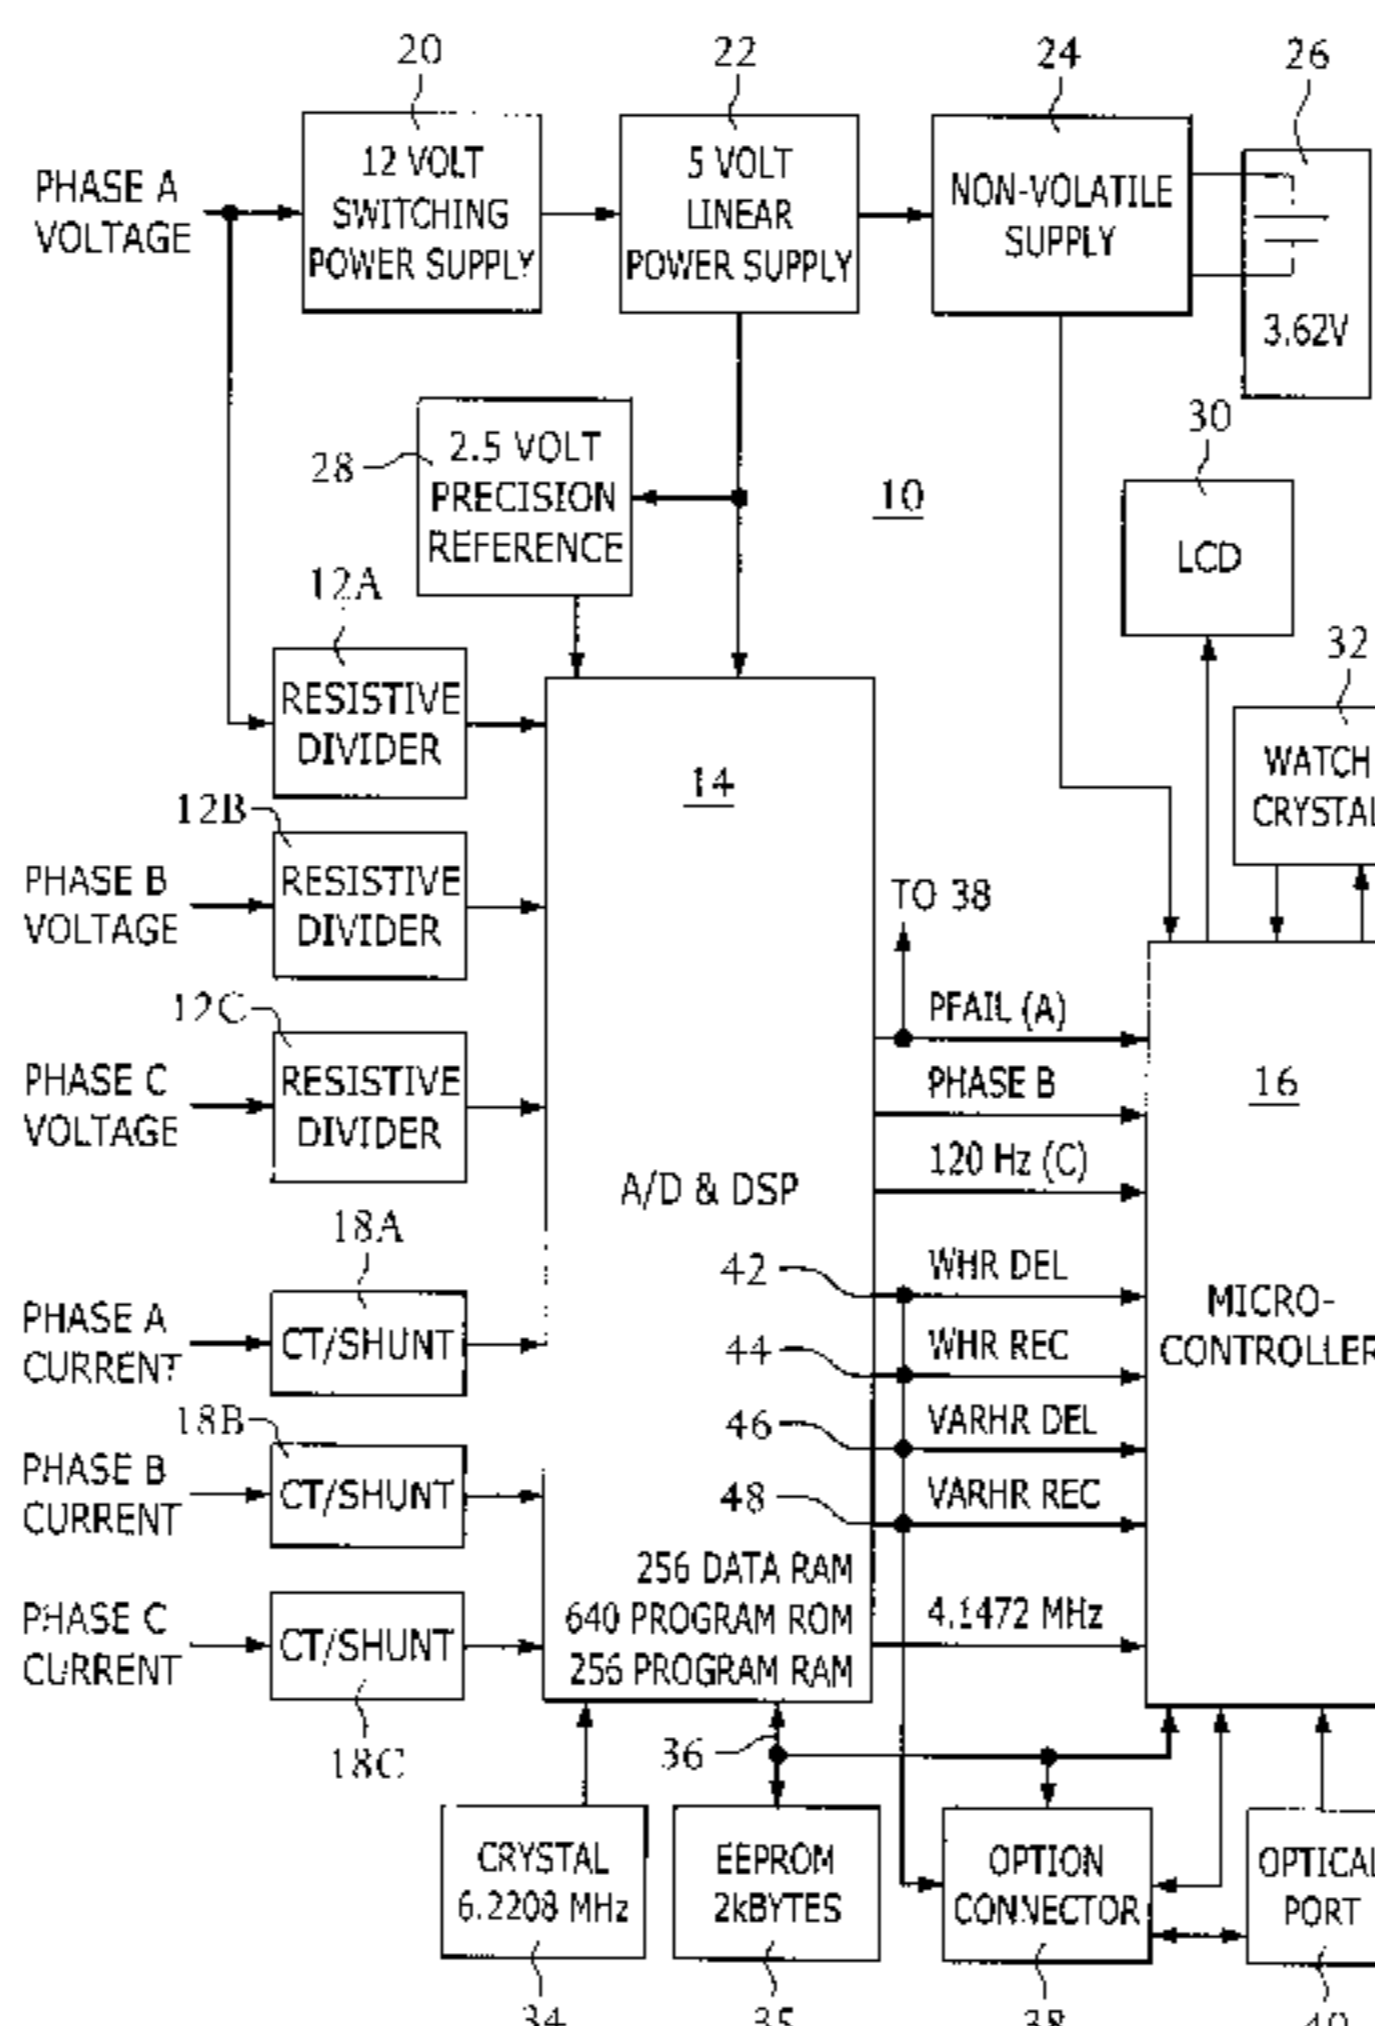 20
22
24
26
PHASE A
VOLTAGE
12 VOLT
SWITCHING
POWER SUPPLY
5 VOLT
LINEAR
POWER SUPPLY
NON-VOLATILE
SUPPLY
3.62V
28
2.5 VOLT
PRECISION
REFERENCE
10
30
LCD
12A
RESISTIVE
DIVIDER
32
WATCH
CRYSTAL
14
12B
PHASE B
VOLTAGE
RESISTIVE
DIVIDER
TO 38
12C
PHASE C
VOLTAGE
RESISTIVE
DIVIDER
PFAIL (A)
PHASE B
120 Hz (C)
16
A/D & DSP
18A
PHASE A
CURRENT
CT/SHUNT
42
WHR DEL
44
WHR REC
MICRO-
CONTROLLER
18B
PHASE B
CURRENT
CT/SHUNT
46
VARHR DEL
48
VARHR REC
256 DATA RAM
640 PROGRAM ROM
256 PROGRAM RAM
4.1472 MHz
PHASE C
CURRENT
CT/SHUNT
18C
36
CRYSTAL
6.2208 MHz
EEPROM
2kBYTES
OPTION
CONNECTOR
OPTICAL
PORT
34
35
38
40